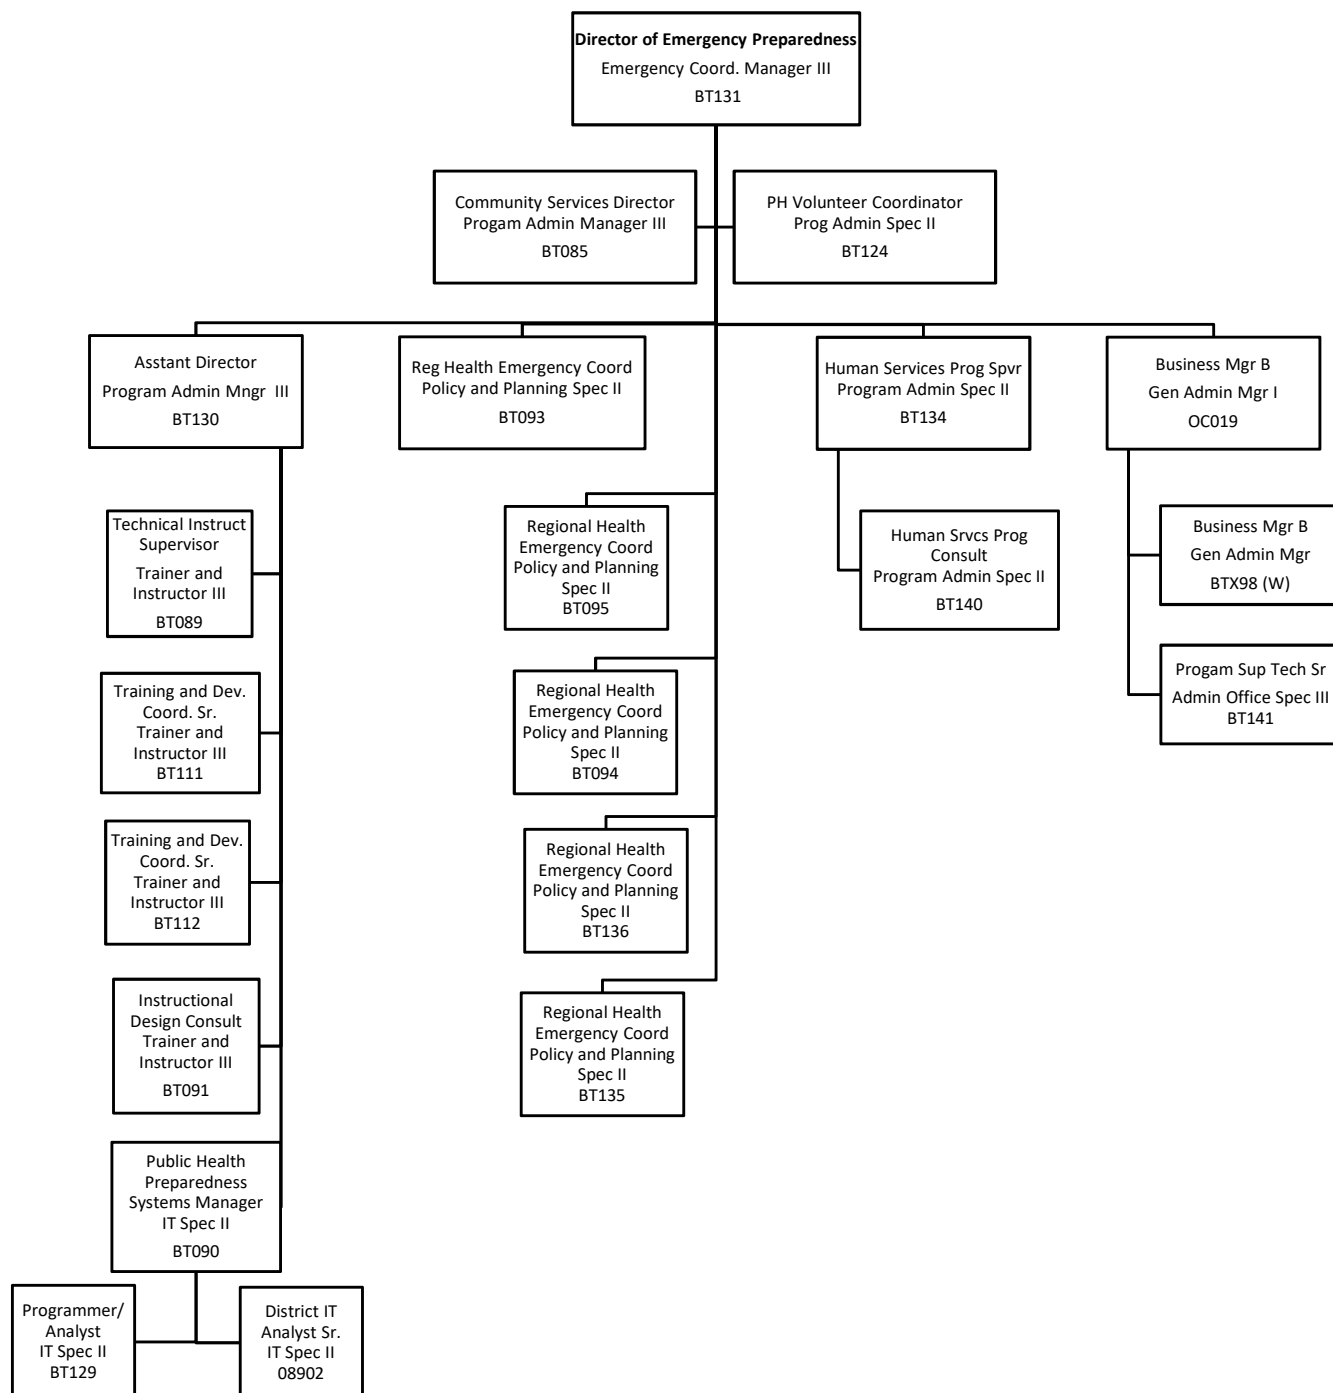 Director of Emergency Preparedness
Emergency Coord. Manager III
BT131
Community Services Director
Progam Admin Manager III
BT085
PH Volunteer Coordinator
Prog Admin Spec II
BT124
Asstant Director
Program Admin Mngr  III
BT130
Reg Health Emergency Coord
Policy and Planning Spec II
BT093
Human Services Prog Spvr
Program Admin Spec II
BT134
Business Mgr B
Gen Admin Mgr I
OC019
Technical Instruct
Supervisor
Trainer and
Instructor III
BT089
Regional Health
Emergency Coord
Policy and Planning
Spec II
BT095
Human Srvcs Prog
Consult
Program Admin Spec II
BT140
Business Mgr B
Gen Admin Mgr
BTX98 (W)
Training and Dev.
Coord. Sr.
Trainer and
Instructor III
BT111
Regional Health
Emergency Coord
Policy and Planning
Spec II
BT094
Progam Sup Tech Sr
Admin Office Spec III
BT141
Training and Dev.
Coord. Sr.
Trainer and
Instructor III
BT112
Regional Health
Emergency Coord
Policy and Planning
Spec II
BT136
Instructional
Design Consult
Trainer and
Instructor III
BT091
Regional Health
Emergency Coord
Policy and Planning
Spec II
BT135
Public Health
Preparedness
Systems Manager
IT Spec II
BT090
Programmer/
Analyst
IT Spec II
BT129
District IT
Analyst Sr.
IT Spec II
08902